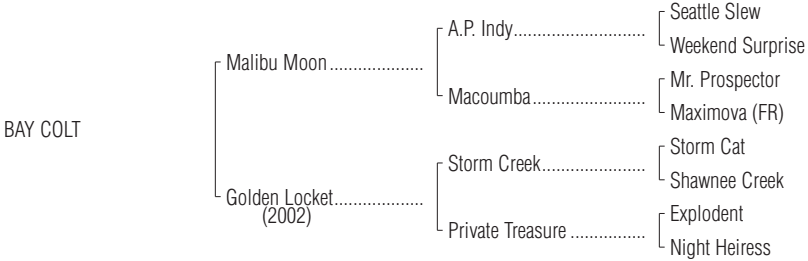 Seattle Slew
A.P. Indy..............................
Weekend Surprise
Malibu Moon.....................
Mr. Prospector
Macoumba..........................
Maximova (FR)
BAY COLT
Storm Cat
Storm Creek........................
Shawnee Creek
Golden Locket....................
(2002)
Explodent
Private Treasure .................
Night Heiress